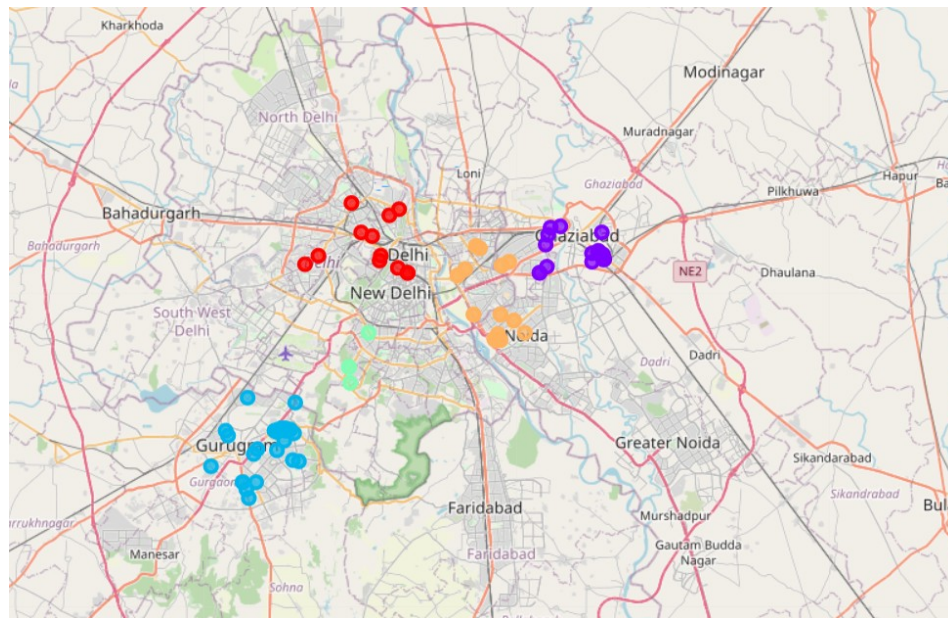 Kharkhoda
Modinagar
North Delhi
Muradnagar
Loni
Ghaziabad
Hapur
Pilkhuwa
Bahadurgarh
Ghaziabad
Bahadurgarh
Delhi
NE2
Dhaulana
New Delhi
South West
Delhi
Noida
Dadri
Dadri
Gurugram
Greater Noida
Sikandarabad
Gurgaon
Sikandrabad
Faridabad
Murshadpur
Manesar
Gautam Budda
Nagar
Faridabad
Sohna